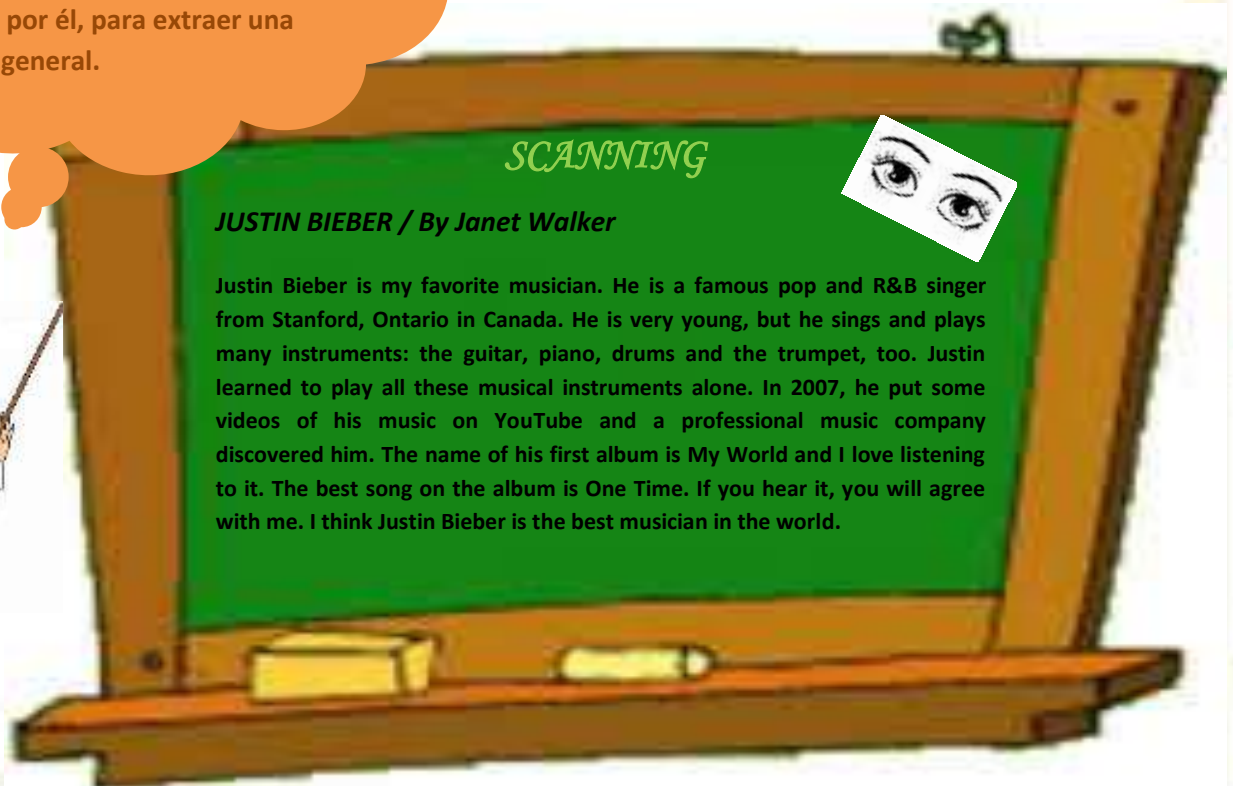 por él, para extraer una
general.
SCANNING
JUSTIN BIEBER / By Janet Walker
Justin Bieber is my favorite musician. He is a famous pop and R&B singer
from Stanford, Ontario in Canada. He is very young, but he sings and plays
many instruments: the guitar, piano, drums and the trumpet, too. Justin
learned to play all these musical instruments alone. In 2007, he put some
videos of his music on YouTube and a professional music company
discovered him. The name of his first album is My World and I love listening
to it. The best song on the album is One Time. If you hear it, you will agree
with me. I think Justin Bieber is the best musician in the world.